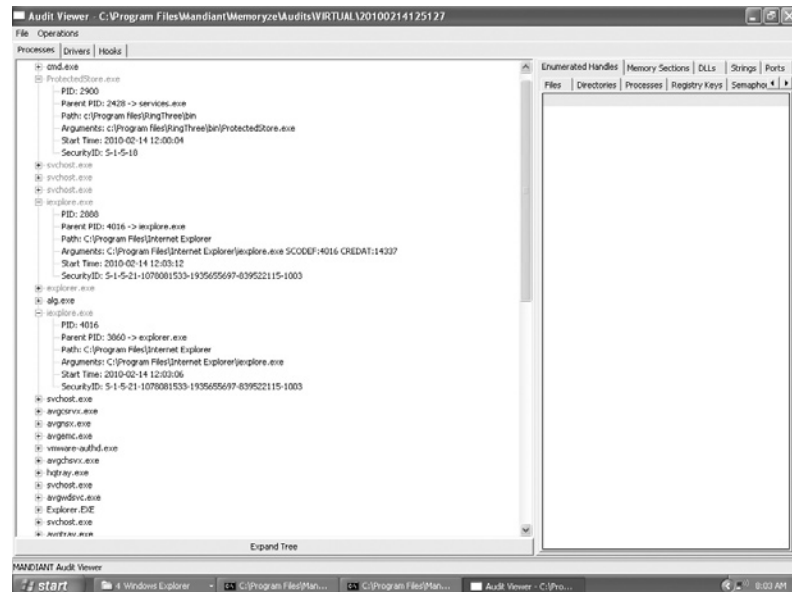 Audit Viewer - C:\Program Files\Mandiant\Memoryze\Audits\VIRTUAL\20100214125127
File Operations
Processes Drivers Hooks
cmd.exe
ProtectedStore.exe
PID: 2900
Parent PID: 2428 -> services.exe
Path: c:\Program files\RingThree\bin
Arguments: c:\Program files\RingThree\bin\ProtectedStore.exe
Start Time: 2010-02-14 12:00:04
SecurityID: S-1-5-18
svchost.exe
svchost.exe
svchost.exe
iexplore.exe
PID: 2888
Parent PID: 4016 -> iexplore.exe
Path: C:\Program Files\Internet Explorer
Arguments: C:\Program Files\Internet Explorer\iexplore.exe SCODEF:4016 CREDAT:14337
Start Time: 2010-02-14 12:03:12
SecurityID: S-1-5-21-1078081533-1935655697-839522115-1003
explorer.exe
alg.exe
iexplore.exe
PID: 4016
Parent PID: 3860 -> explorer.exe
Path: C:\Program Files\Internet Explorer
Arguments: C:\Program Files\Internet Explorer\iexplore.exe
Start Time: 2010-02-14 12:03:06
SecurityID: S-1-5-21-1078081533-1935655697-839522115-1003
svchost.exe
avgcsrvx.exe
avgnsx.exe
avgemc.exe
vmware-authd.exe
avgchsvx.exe
hqtray.exe
svchost.exe
avgwdsvc.exe
Explorer.EXE
svchost.exe
avgtray.exe
Expand Tree
Enumerated Handles Memory Sections DLLs Strings Ports
Files Directories Processes Registry Keys Semaphor
MANDIANT Audit Viewer
start 4 Windows Explorer C:\Program Files\Man... C:\Program Files\Man... Audit Viewer - C:\Pro... 8:03 AM